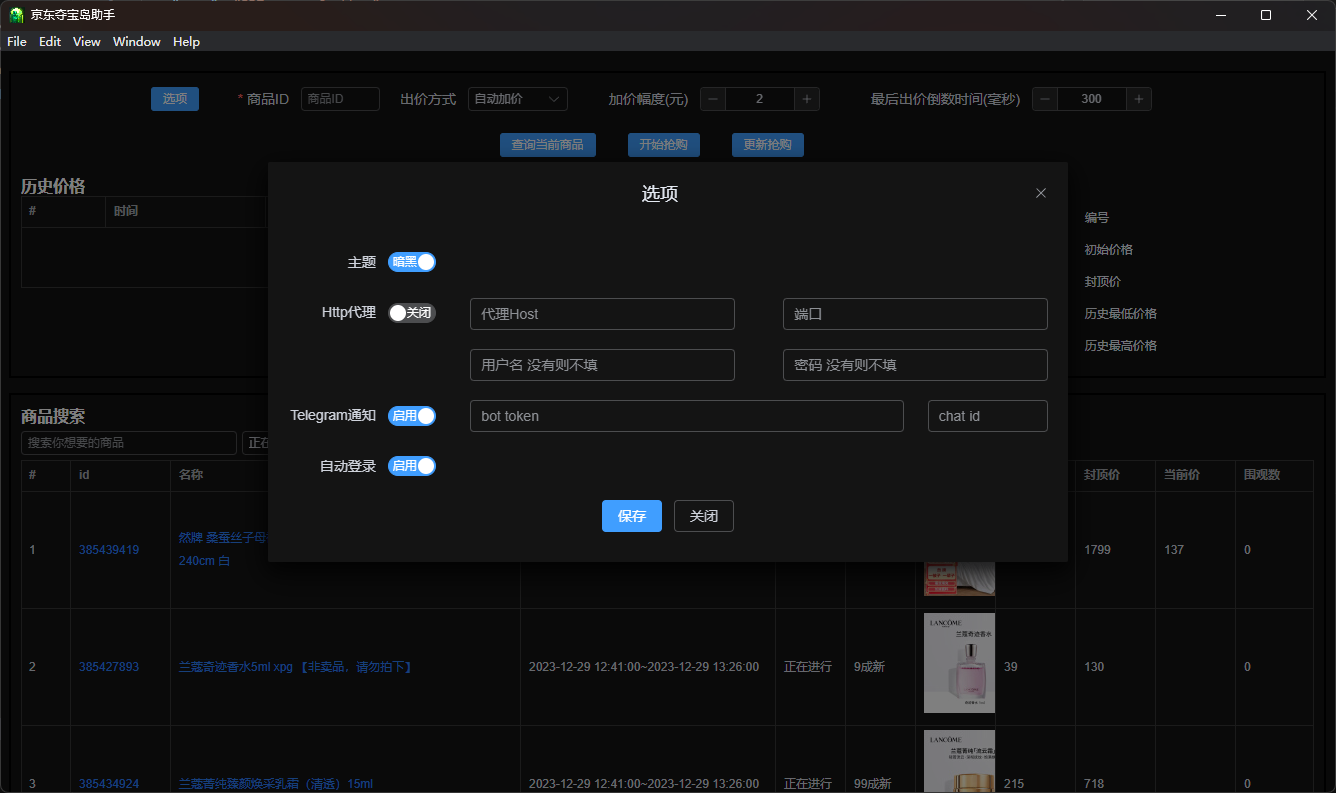 京东夺宝岛助手
File Edit View Window Help
选项 * 商品ID 商品ID 出价方式 自动加价 加价幅度(元) 2 最后出价倒数时间(毫秒) 300
查询当前商品 开始抢购 更新抢购
历史价格
# 时间
编号
初始价格
封顶价
历史最低价格
历史最高价格
选项
主题 暗黑
Http代理 关闭 代理Host 端口
用户名 没有则不填 密码 没有则不填
Telegram通知 启用 bot token chat id
自动登录 启用
保存 关闭
商品搜索
搜索你想要的商品 正在
# id 名称 封顶价 当前价 围观数
1 385439419 然牌 桑蚕丝子母
240cm 白
1799 137 0
2 385427893 兰蔻奇迹香水5ml xpg 【非卖品，请勿拍下】 2023-12-29 12:41:00~2023-12-29 13:26:00 正在进行 9成新 39 130 0
LANCÔME
兰蔻奇迹香水
3 385434924 兰蔻菁纯臻颜焕采乳霜（清透）15ml 2023-12-29 12:41:00~2023-12-29 13:26:00 正在进行 99成新 215 718 0
LANCÔME